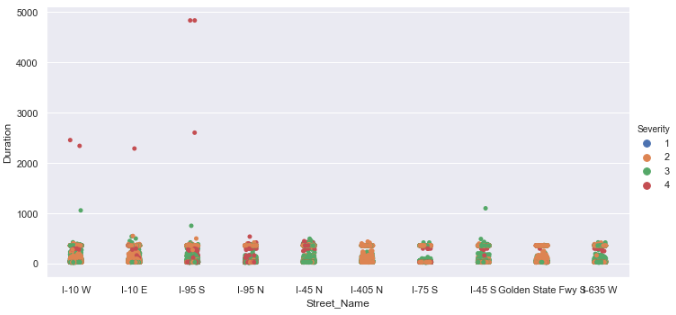 5000
4000
3000
2000
1000
0
Duration
I-10 W I-10 E I-95 S I-95 N I-45 N I-405 N I-75 S I-45 S Golden State Fwy S I-635 W
Street_Name
Severity
1
2
3
4